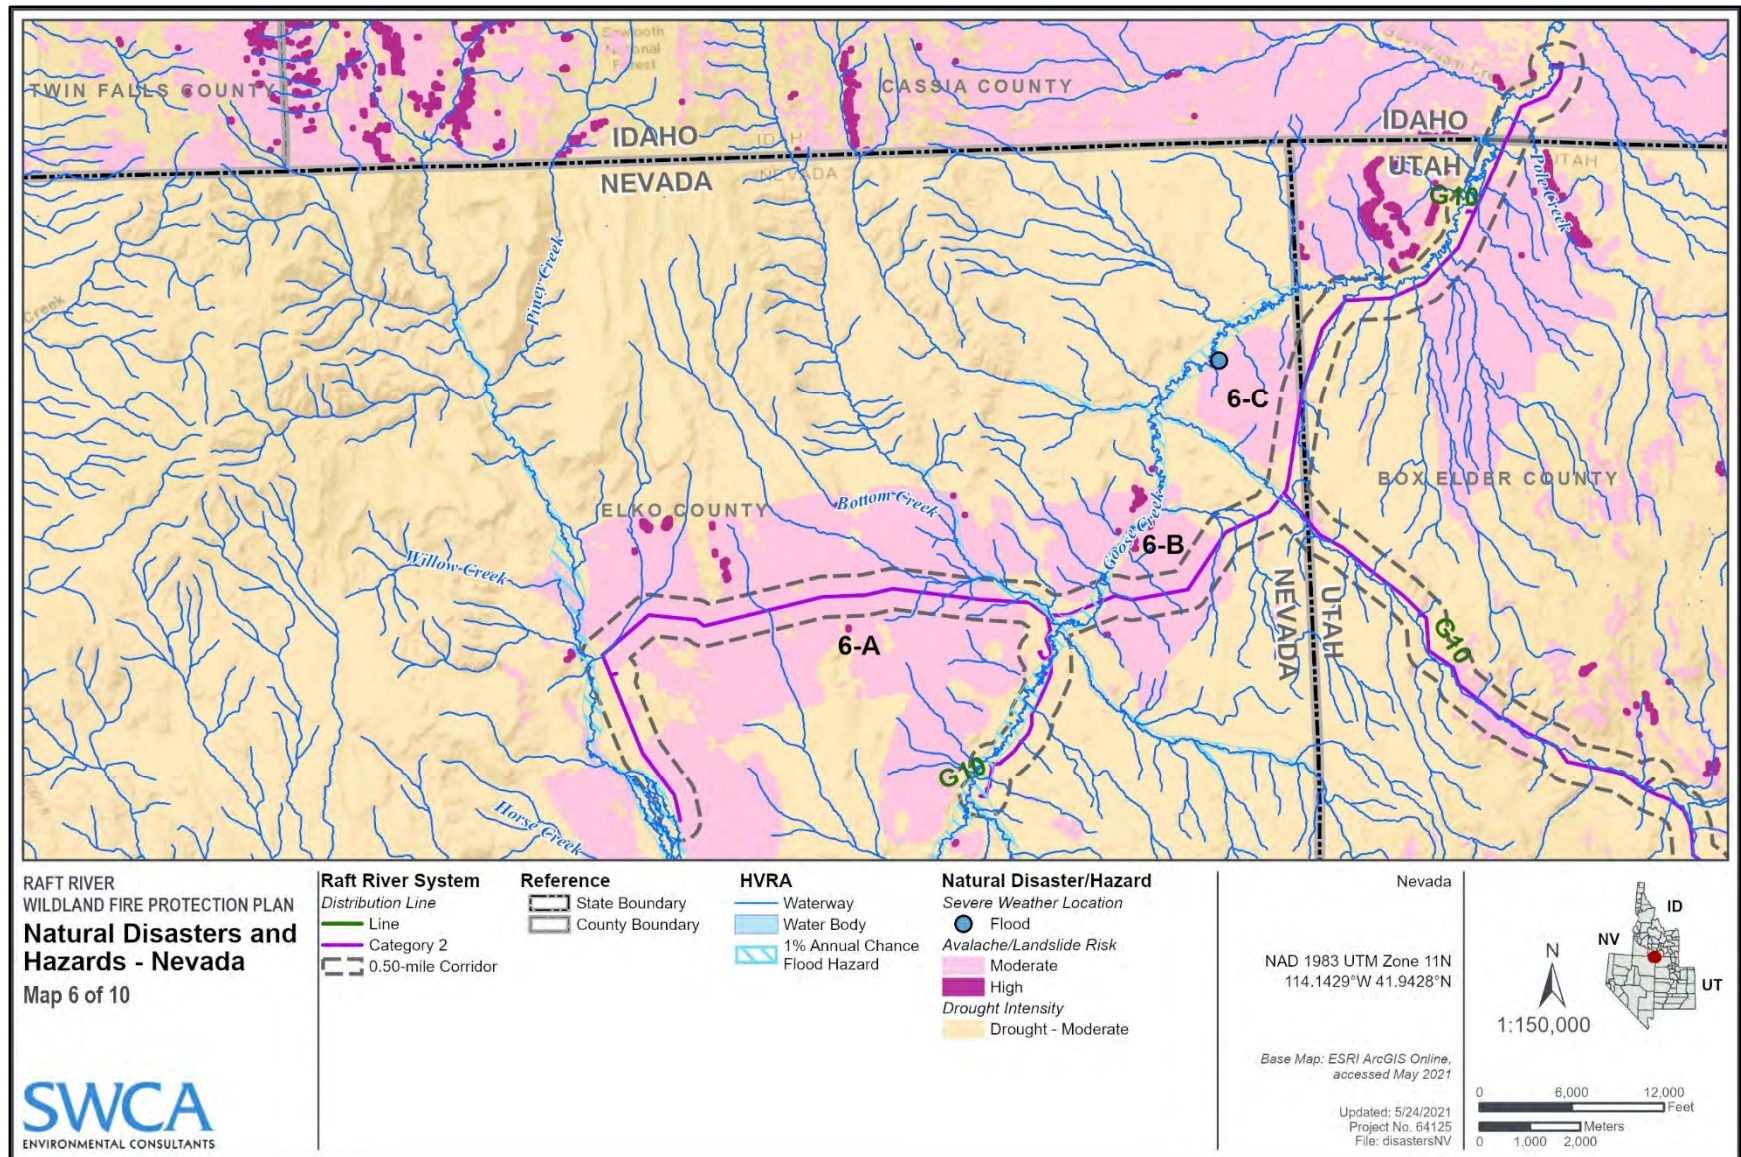 Sawtooth
National
Forest
TWIN FALLS COUNTY
CASSIA COUNTY
IDAHO
IDAHO
NEVADA
NEVADA
IDAHO
UTAH
UTAH
G10
Pole Creek
Piney Creek
Creek
6-C
BOX ELDER COUNTY
ELKO COUNTY
Bottom Creek
Goose Creek
6-B
Willow Creek
NEVADA
UTAH
G10
6-A
G10
Horse Creek
RAFT RIVER
WILDLAND FIRE PROTECTION PLAN
Natural Disasters and
Hazards - Nevada
Map 6 of 10
SWCA
ENVIRONMENTAL CONSULTANTS
Raft River System
Distribution Line
Line
Category 2
0.50-mile Corridor
Reference
State Boundary
County Boundary
HVRA
Waterway
Water Body
1% Annual Chance
Flood Hazard
Natural Disaster/Hazard
Severe Weather Location
Flood
Avalache/Landslide Risk
Moderate
High
Drought Intensity
Drought - Moderate
Nevada
NAD 1983 UTM Zone 11N
114.1429°W 41.9428°N
Base Map: ESRI ArcGIS Online,
accessed May 2021
Updated: 5/24/2021
Project No. 64125
File: disastersNV
N
1:150,000
ID
NV
UT
0 6,000 12,000
Feet
Meters
0 1,000 2,000